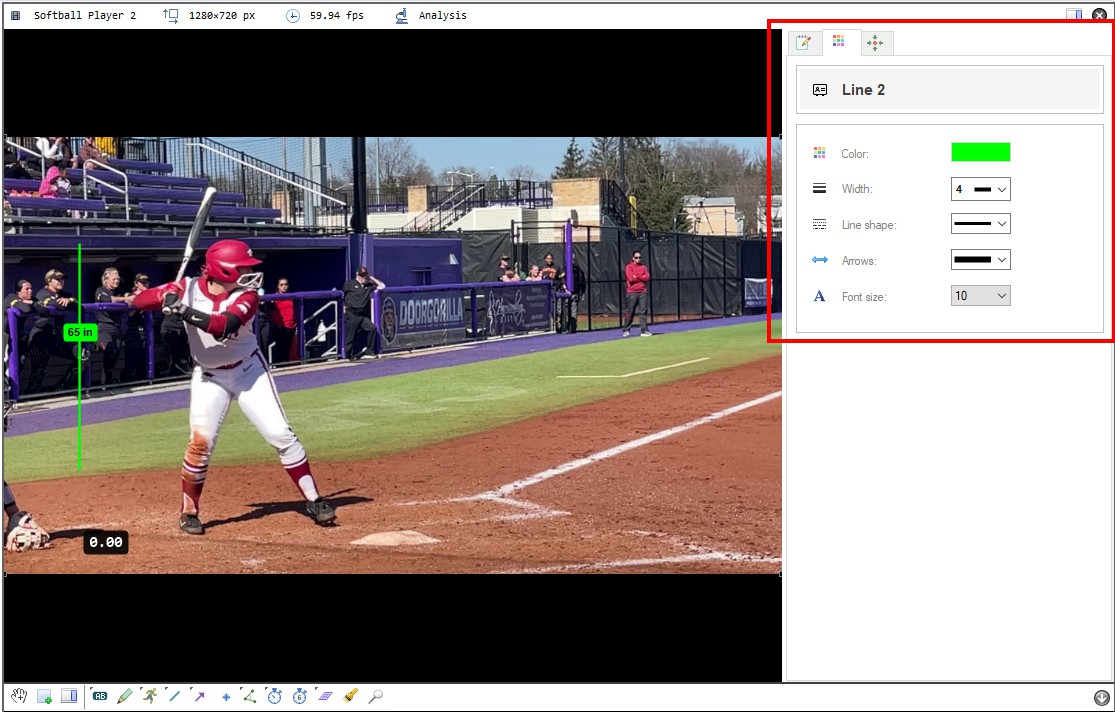 Softball Player 2 1280×720 px 59.94 fps Analysis
Line 2
Color:
Width: 4
Line shape:
Arrows:
Font size: 10
DOORGORILLA
65 in
0.00
AB